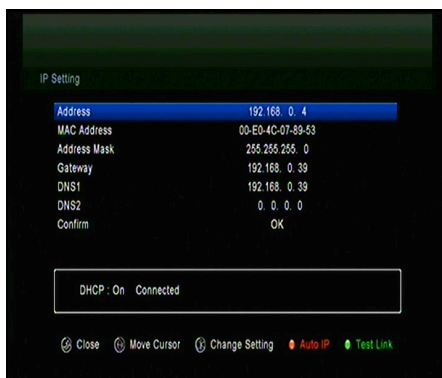 IP Setting
Address 192.168. 0. 4
MAC Address 00-E0-4C-07-89-53
Address Mask 255.255.255. 0
Gateway 192.168. 0. 39
DNS1 192.168. 0. 39
DNS2 0. 0. 0. 0
Confirm OK
DHCP : On Connected
Close Move Cursor Change Setting Auto IP Test Link